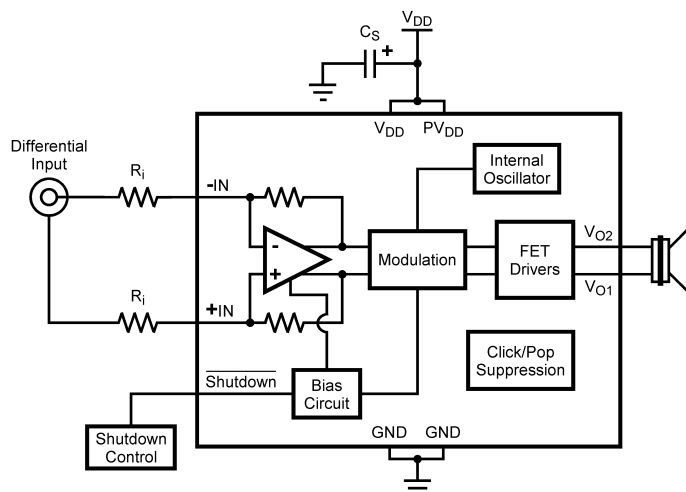 VDD
CS
+
VDD
PVDD
Differential
Input
Ri
-IN
Internal
Oscillator
-
+
Modulation
FET
Drivers
VO2
VO1
Ri
+IN
Click/Pop
Suppression
Shutdown
Bias
Circuit
Shutdown
Control
GND
GND